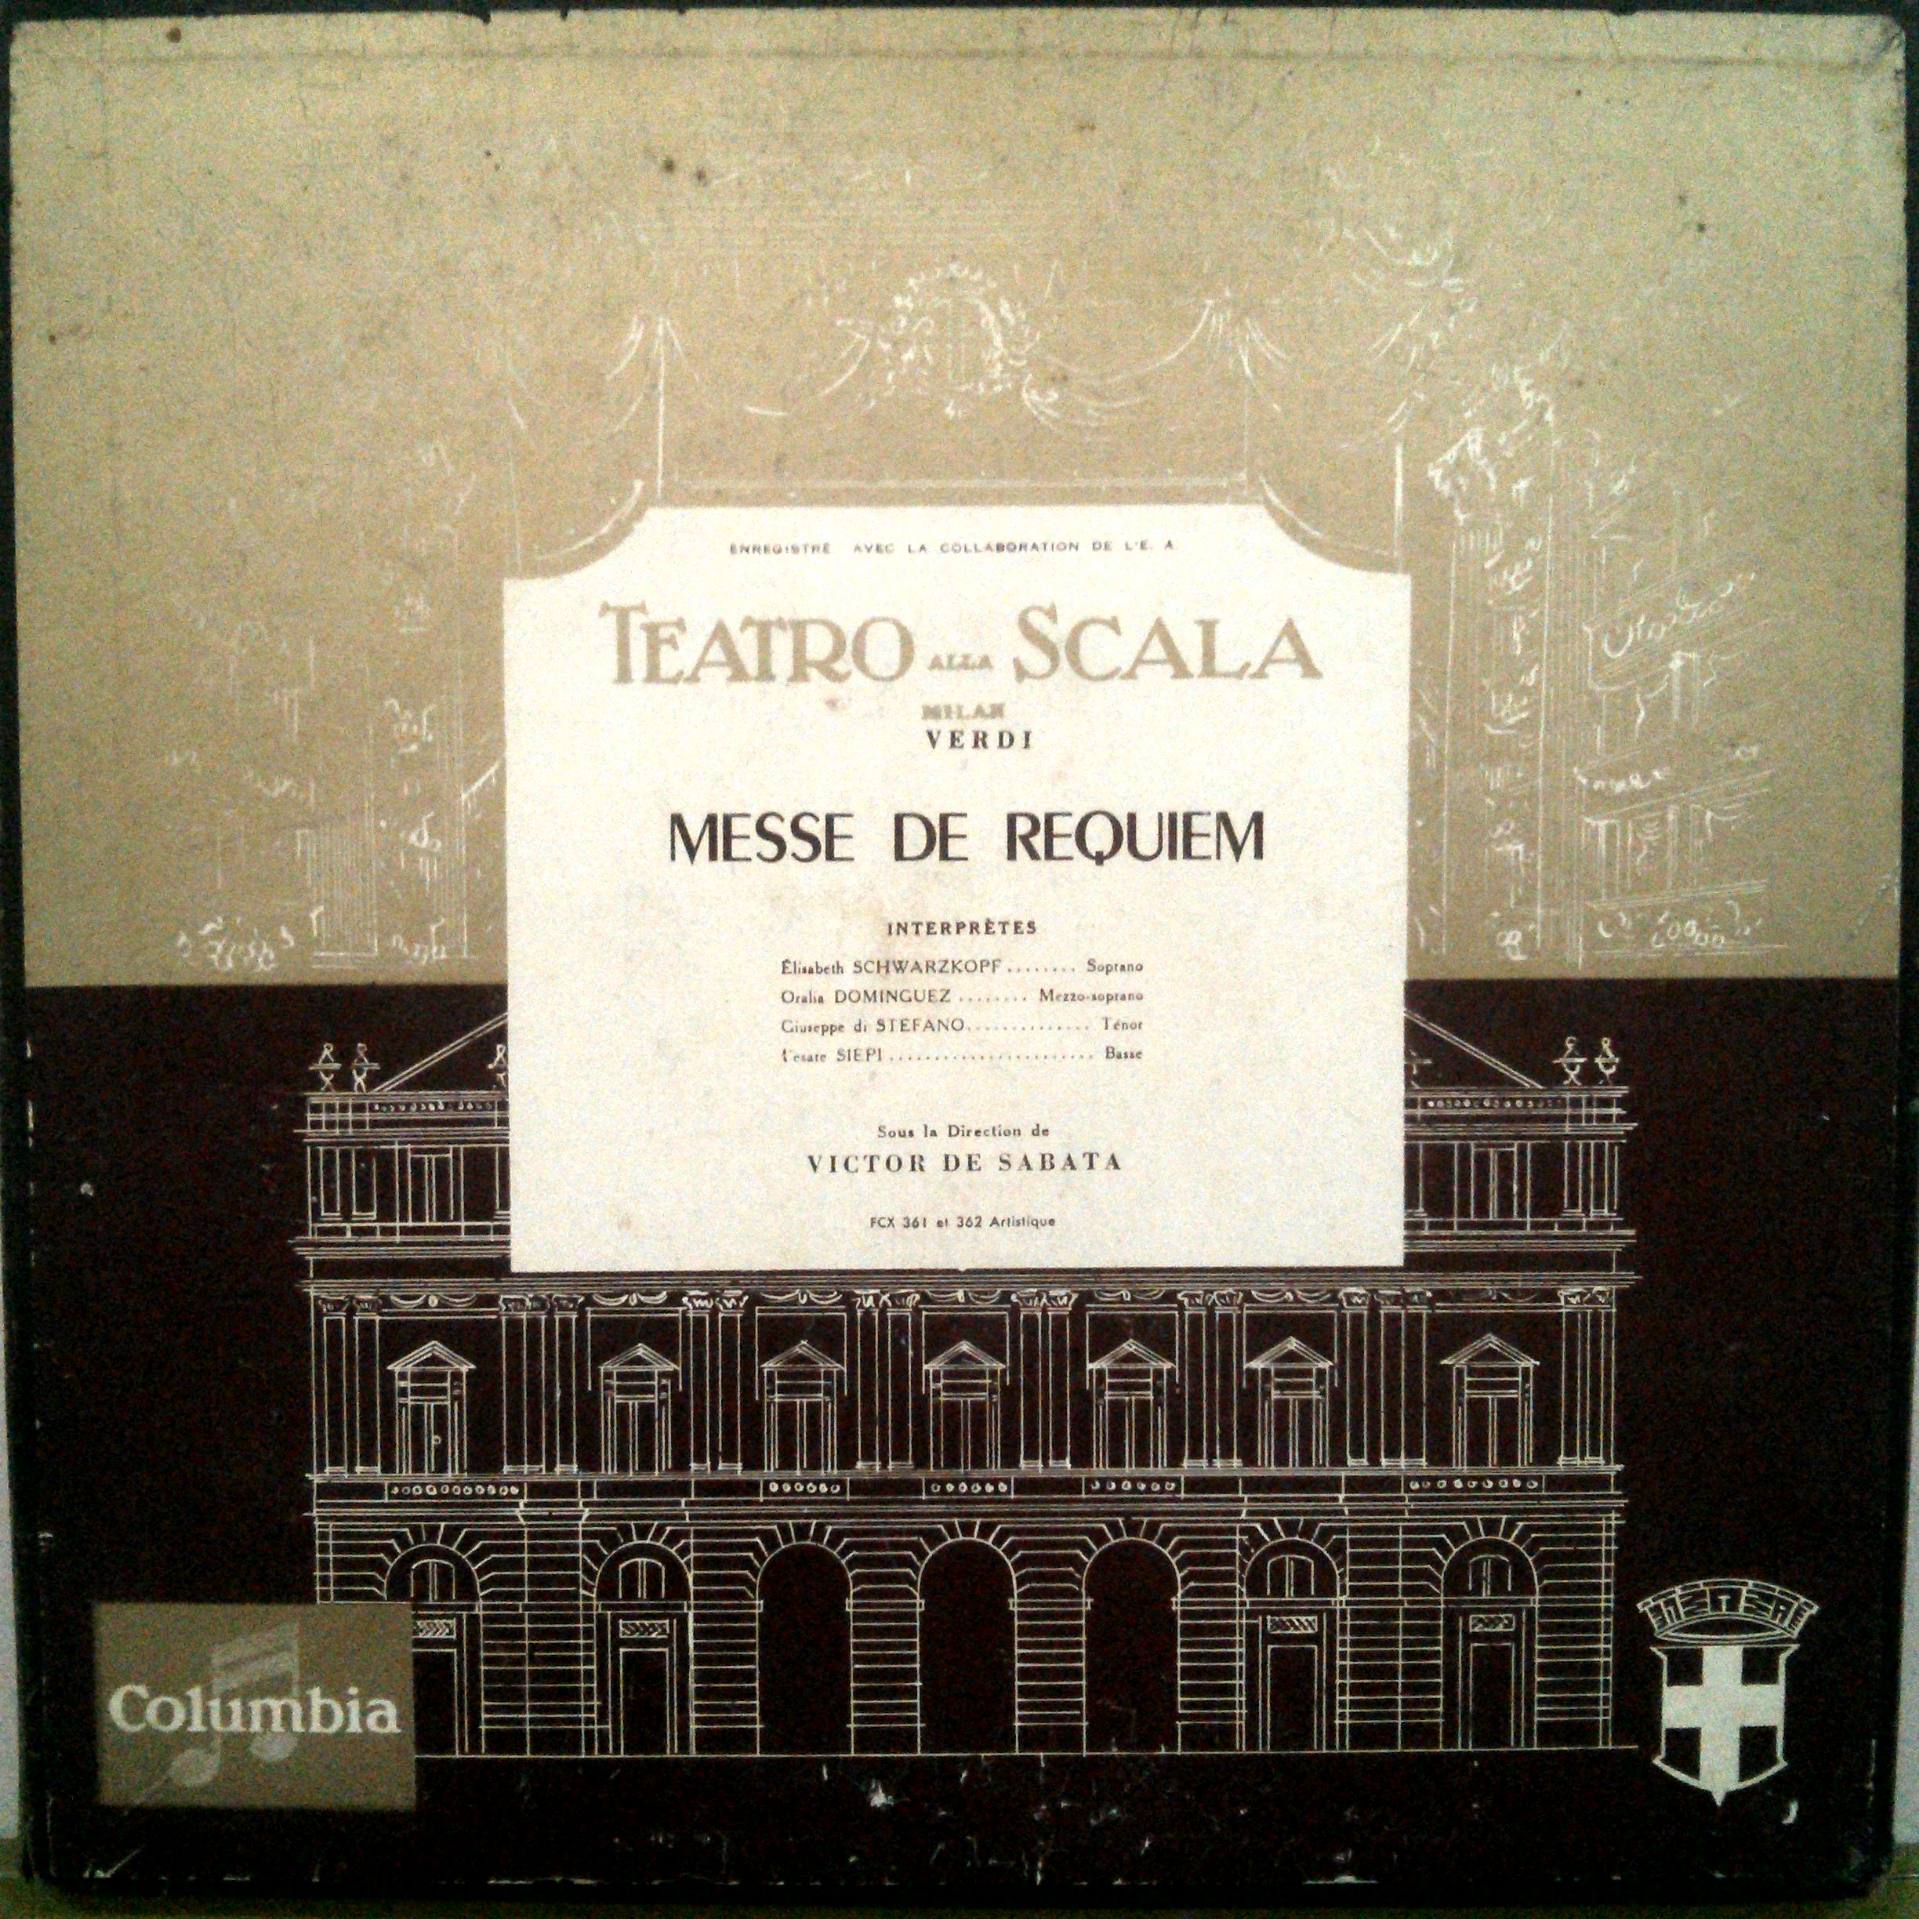 ENREGISTRÉ AVEC LA COLLABORATION DE L'E. A.
TEATRO ALLA SCALA
MILAN
VERDI
MESSE DE REQUIEM
INTERPRÈTES
Élisabeth SCHWARZKOPF........ Soprano
Oralia DOMINGUEZ ........ Mezzo-soprano
Giuseppe di STEFANO.............. Ténor
Cesare SIEPI ....................... Basse
Sous la Direction de
VICTOR DE SABATA
FCX 361 et 362 Artistique
Columbia